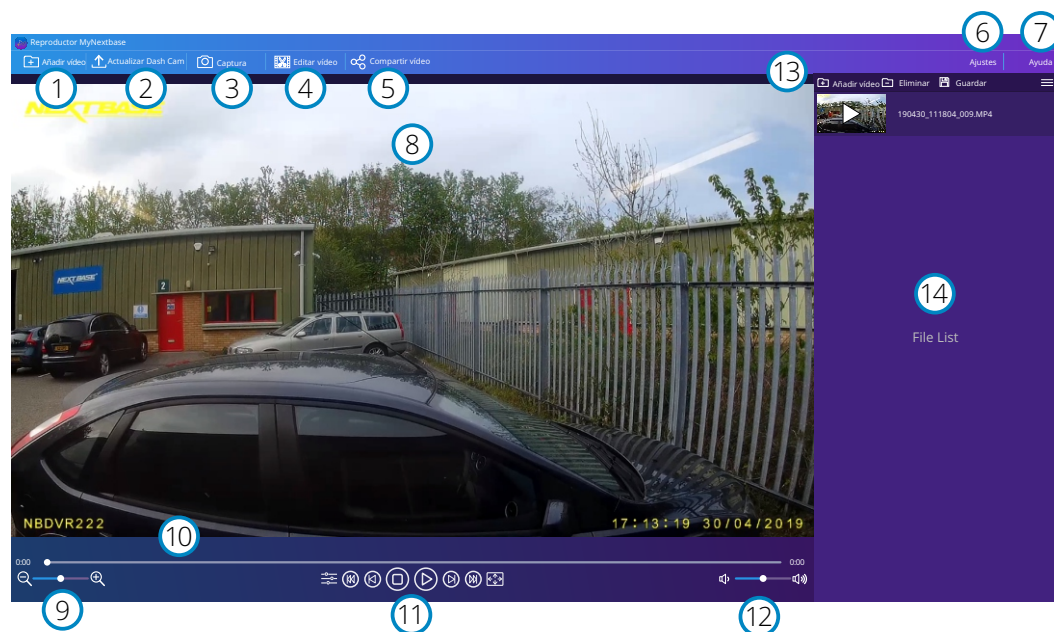 6 7
Reproductor MyNextbase
Añadir vídeo Actualizar Dash Cam Captura Editar vídeo Compartir vídeo Ajustes Ayuda
1 2 3 4 5 13
Añadir vídeo Eliminar Guardar
NEXTBASE
190430_111804_009.MP4
8
NEXTBASE
2
14
File List
NBDVR222 17:13:19 30/04/2019
10
0:00 0:00
9 11 12